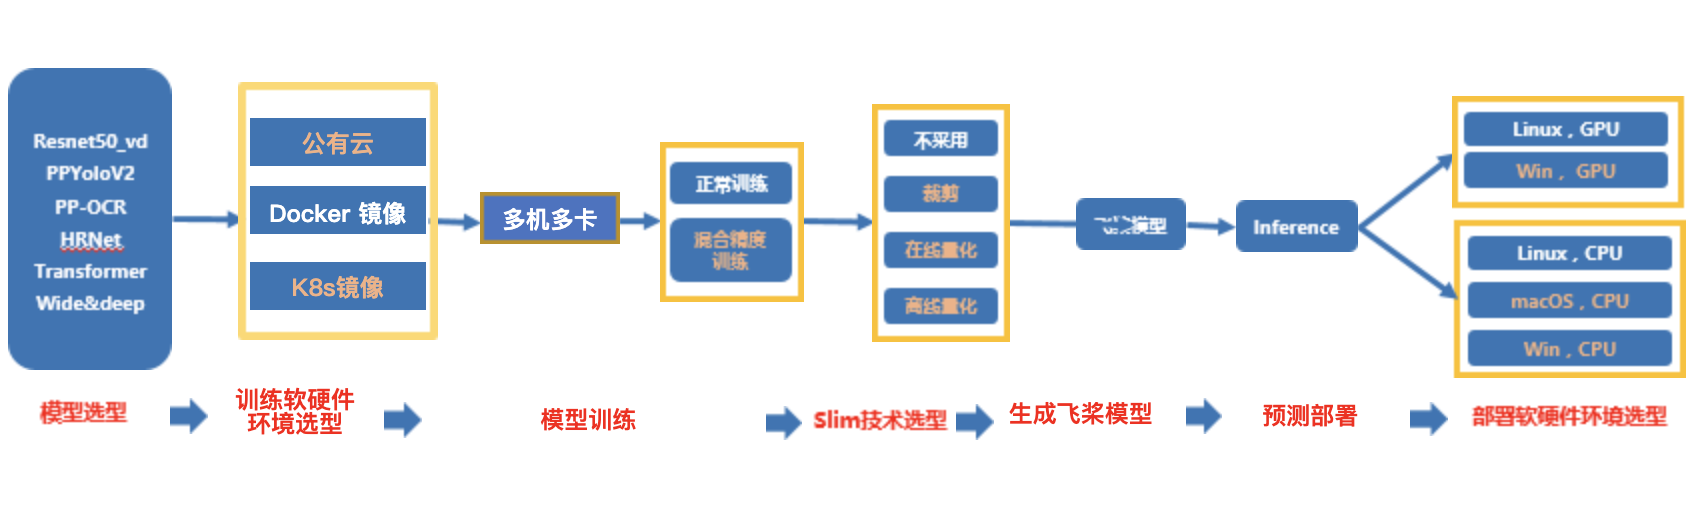 Resnet50_vd
PPYoloV2
PP-OCR
HRNet
Transformer
Wide&deep
公有云
Docker 镜像
K8s镜像
多机多卡
正常训练
混合精度
训练
不采用
裁剪
在线量化
离线量化
模型
Inference
Linux , GPU
Win , GPU
Linux , CPU
macOS , CPU
Win , CPU
模型选型
训练软硬件
环境选型
模型训练
Slim技术选型
生成飞桨模型
预测部署
部署软硬件环境选型